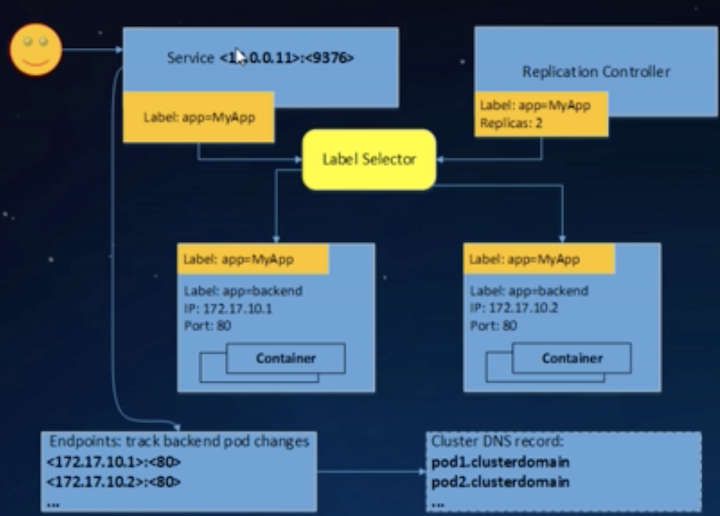 Service <10.0.0.11>:<9376>
Label: app=MyApp
Replication Controller
Label: app=MyApp
Replicas: 2
Label Selector
Label: app=MyApp
Label: app=backend
IP: 172.17.10.1
Port: 80
Container
Label: app=MyApp
Label: app=backend
IP: 172.17.10.2
Port: 80
Container
Endpoints: track backend pod changes
<172.17.10.1>:<80>
<172.17.10.2>:<80>
...
Cluster DNS record:
pod1.clusterdomain
pod2.clusterdomain
...